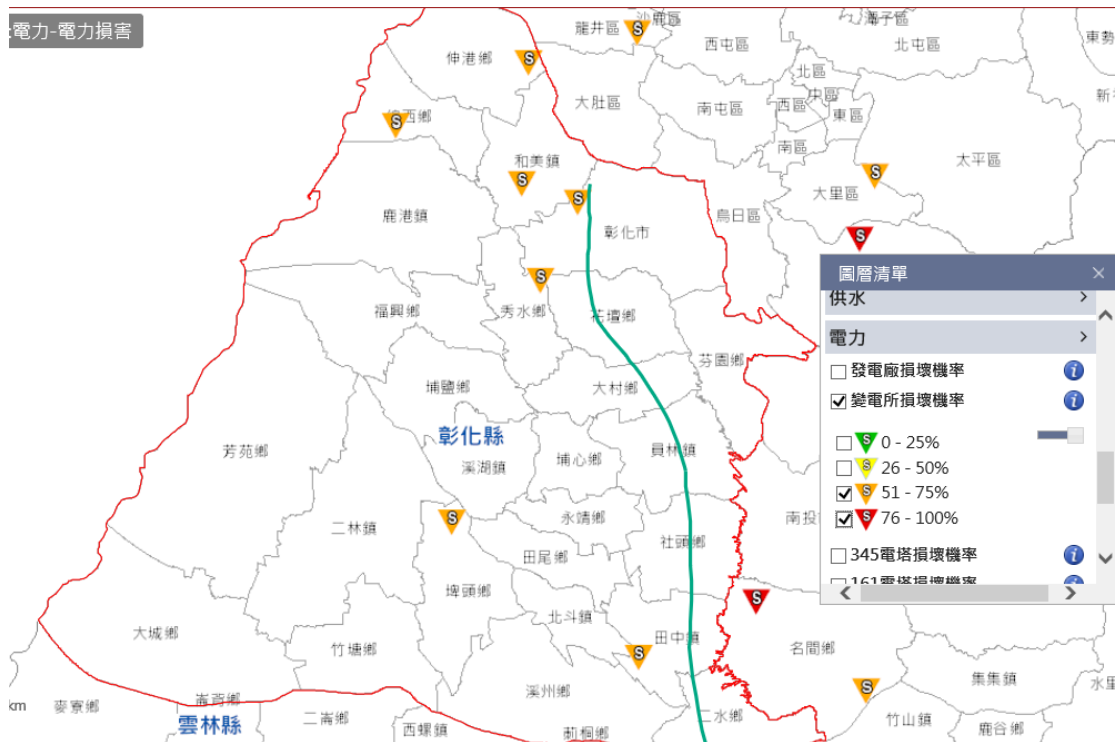 :電力-電力損害
沙鹿區
潭子區
龍井區
西屯區
北屯區
東勢
伸港鄉
北區
大肚區
南屯區
西區
中區
東區
新
線西鄉
南區
和美鎮
太平區
大里區
鹿港鎮
烏日區
彰化市
福興鄉
秀水鄉
花壇鄉
芬園鄉
埔鹽鄉
大村鄉
彰化縣
芳苑鄉
溪湖鎮
埔心鄉
員林鎮
二林鎮
永靖鄉
社頭鄉
南投
田尾鄉
埤頭鄉
北斗鎮
田中鎮
大城鄉
竹塘鄉
名間鄉
溪州鄉
集集鎮
水里
km
麥寮鄉
崙背鄉
雲林縣
二崙鄉
西螺鎮
莿桐鄉
二水鄉
竹山鎮
鹿谷鄉
圖層清單 ×
供水 >
電力 >
發電廠損壞機率 i
變電所損壞機率 i
S 0 - 25%
S 26 - 50%
S 51 - 75%
S 76 - 100%
345電塔損壞機率 i
161電塔損壞機率